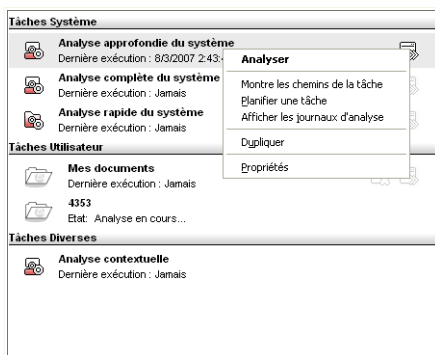 Tâches Système
Analyse approfondie du système
Dernière exécution : 8/3/2007 2:43:
Analyser
Analyse complète du système
Dernière exécution : Jamais
Montre les chemins de la tâche
Planifier une tâche
Afficher les journaux d'analyse
Analyse rapide du système
Dernière exécution : Jamais
Dupliquer
Tâches Utilisateur
Mes documents
Dernière exécution : Jamais
Propriétés
4353
Etat: Analyse en cours...
Tâches Diverses
Analyse contextuelle
Dernière exécution : Jamais